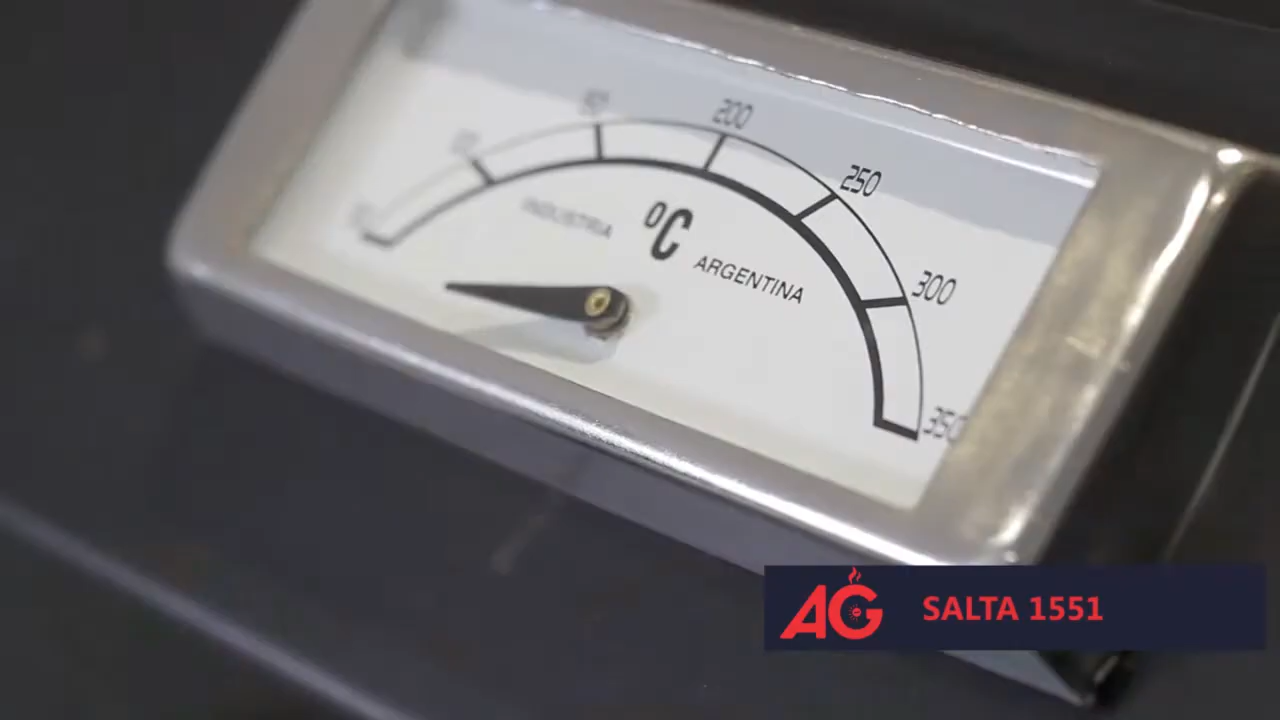 200
250
300
350
°C
INDUSTRIA
ARGENTINA
AG
SALTA 1551